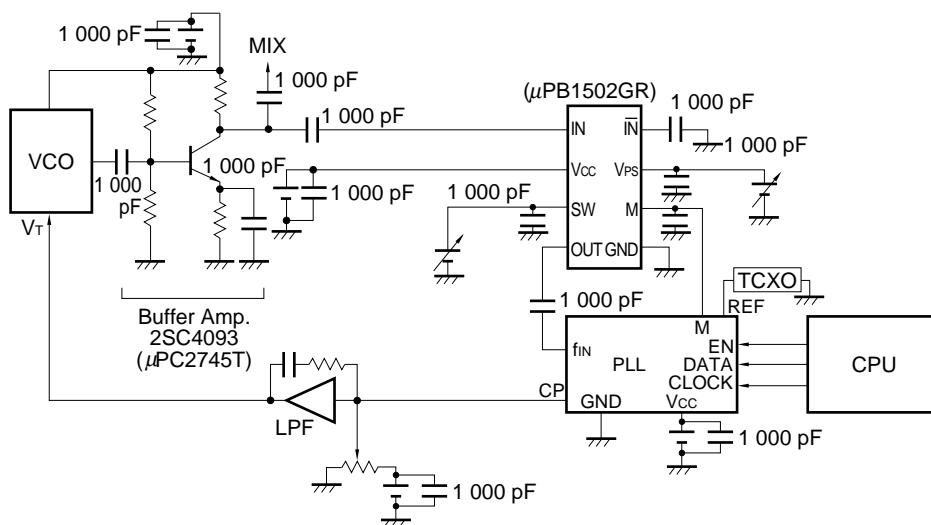 1 000 pF
MIX
1 000 pF
(µPB1502GR)
1 000 pF
1 000 pF
1 000 pF
IN
IN
VCO
1 000 pF
VCC
VPS
1 000
pF
1 000 pF
1 000 pF
SW
M
VT
OUT
GND
TCXO
1 000 pF
REF
Buffer Amp.
2SC4093
(µPC2745T)
M
fIN
EN
PLL
DATA
CPU
CLOCK
CP
GND
VCC
LPF
1 000 pF
1 000 pF